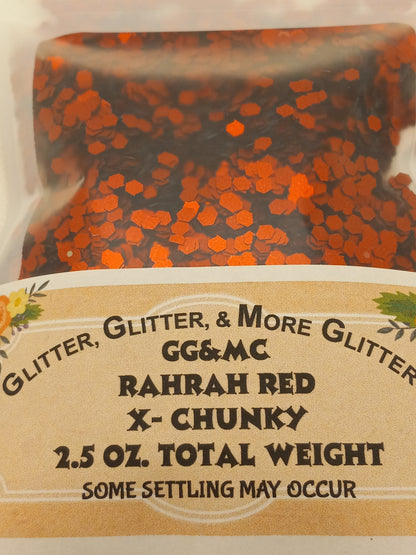 GLITTER, GLITTER, & MORE GLITTER
GG&MC
RAHRAH RED
X- CHUNKY
2.5 OZ. TOTAL WEIGHT
SOME SETTLING MAY OCCUR